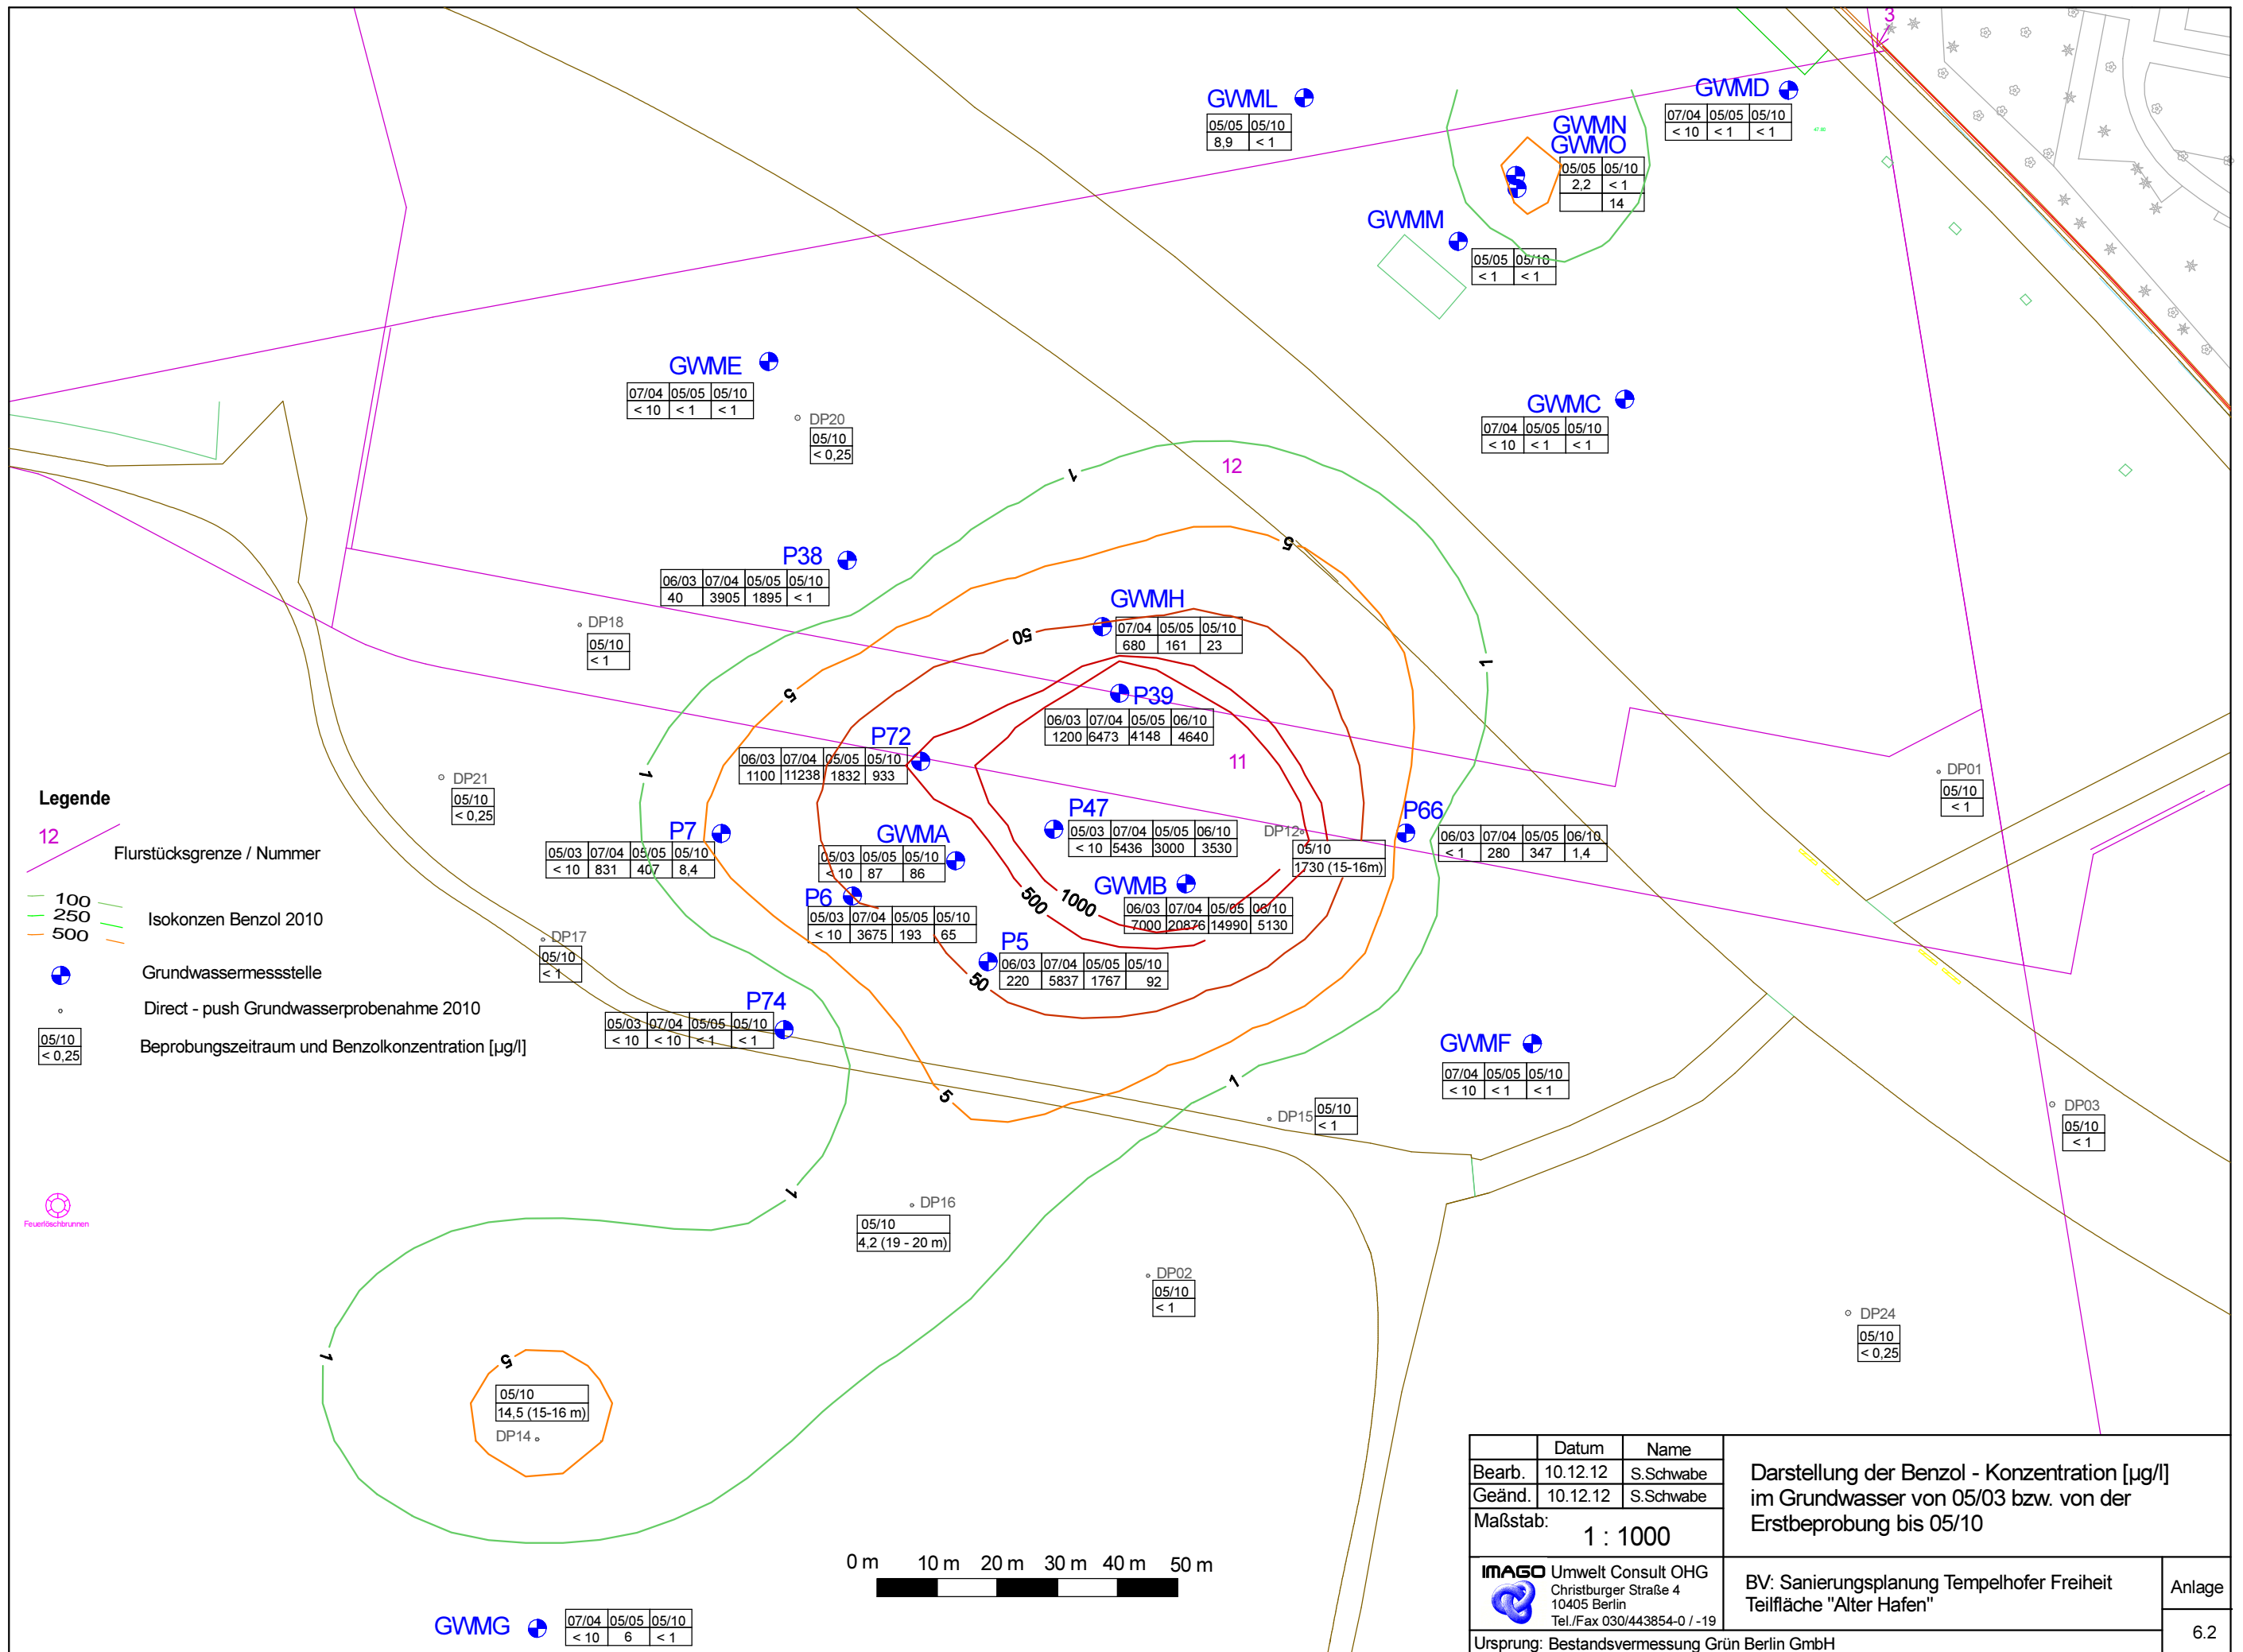 3
GWML
05/05 05/10
8,9 < 1
GWMD
07/04 05/05 05/10
< 10 < 1 < 1
GWMN
GWMO
05/05 05/10
2,2 < 1
14
GWMM
05/05 05/10
< 1 < 1
GWME
07/04 05/05 05/10
< 10 < 1 < 1
DP20
05/10
< 0,25
GWMC
07/04 05/05 05/10
< 10 < 1 < 1
12
1
5
P38
06/03 07/04 05/05 05/10
40 3905 1895 < 1
GWMH
07/04 05/05 05/10
680 161 23
50
DP18
05/10
< 1
1
5
P39
06/03 07/04 05/05 06/10
1200 6473 4148 4640
P72
06/03 07/04 05/05 05/10
1100 11238 1832 933
11
1
DP21
05/10
< 0,25
DP01
05/10
< 1
P7
05/03 07/04 05/05 05/10
< 10 831 407 8,4
GWMA
05/03 05/05 05/10
< 10 87 86
P47
05/03 07/04 05/05 06/10
< 10 5436 3000 3530
DP12
05/10
1730 (15-16m)
P66
06/03 07/04 05/05 06/10
< 1 280 347 1,4
P6
05/03 07/04 05/05 05/10
< 10 3675 193 65
500
1000
GWMB
06/03 07/04 05/05 06/10
7000 20876 14990 5130
P5
06/03 07/04 05/05 05/10
220 5837 1767 92
50
DP17
05/10
< 1
P74
05/03 07/04 05/05 05/10
< 10 < 10 < 1 < 1
GWMF
07/04 05/05 05/10
< 10 < 1 < 1
5
1
DP15
05/10
< 1
DP03
05/10
< 1
1
DP16
05/10
4,2 (19 - 20 m)
DP02
05/10
< 1
DP24
05/10
< 0,25
1
5
05/10
14,5 (15-16 m)
DP14
GWMG
07/04 05/05 05/10
< 10 6 < 1
Legende
12
Flurstücksgrenze / Nummer
100
250
500
Isokonzen Benzol 2010
Grundwassermessstelle
Direct - push Grundwasserprobenahme 2010
05/10
< 0,25
Beprobungszeitraum und Benzolkonzentration [µg/l]
Feuerlöschbrunnen
0 m 10 m 20 m 30 m 40 m 50 m
Datum Name
Bearb. 10.12.12 S.Schwabe
Geänd. 10.12.12 S.Schwabe
Maßstab:
1 : 1000
Darstellung der Benzol - Konzentration [µg/l]
im Grundwasser von 05/03 bzw. von der
Erstbeprobung bis 05/10
IMAGO Umwelt Consult OHG
Christburger Straße 4
10405 Berlin
Tel./Fax 030/443854-0 / -19
BV: Sanierungsplanung Tempelhofer Freiheit
Teilfläche "Alter Hafen"
Anlage
6.2
Ursprung: Bestandsvermessung Grün Berlin GmbH